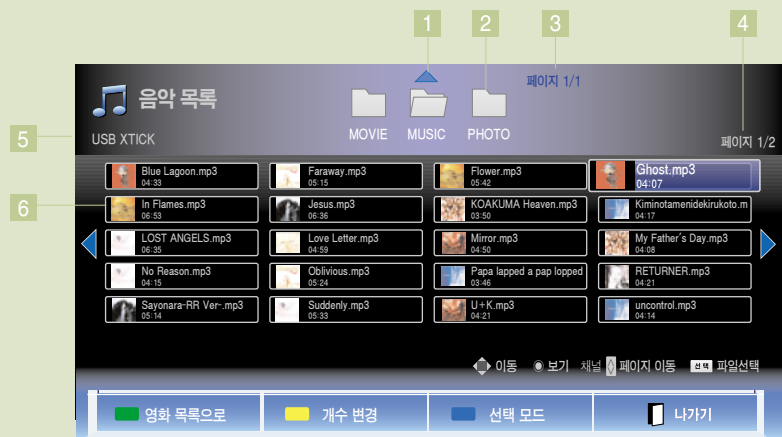 1 2 3 4
음악 목록
페이지 1/1
MOVIE MUSIC PHOTO
5 USB XTICK
페이지 1/2
Blue Lagoon.mp3 Faraway.mp3 Flower.mp3 Ghost.mp3
04:33 05:15 05:42 04:07
6 In Flames.mp3 Jesus.mp3 KOAKUMA Heaven.mp3 Kiminotamenidekirukoto.m
06:53 06:36 03:50 04:17
LOST ANGELS.mp3 Love Letter.mp3 Mirror.mp3 My Father's Day.mp3
06:35 04:59 04:50 04:08
No Reason.mp3 Oblivious.mp3 Papa lapped a pap lopped RETURNER.mp3
04:15 05:24 03:46 04:21
Sayonara-RR Ver-.mp3 Suddenly.mp3 U+K.mp3 uncontrol.mp3
05:14 05:33 04:21 04:14
이동 보기 채널 페이지 이동 선택 파일선택
영화 목록으로 개수 변경 선택 모드 나가기